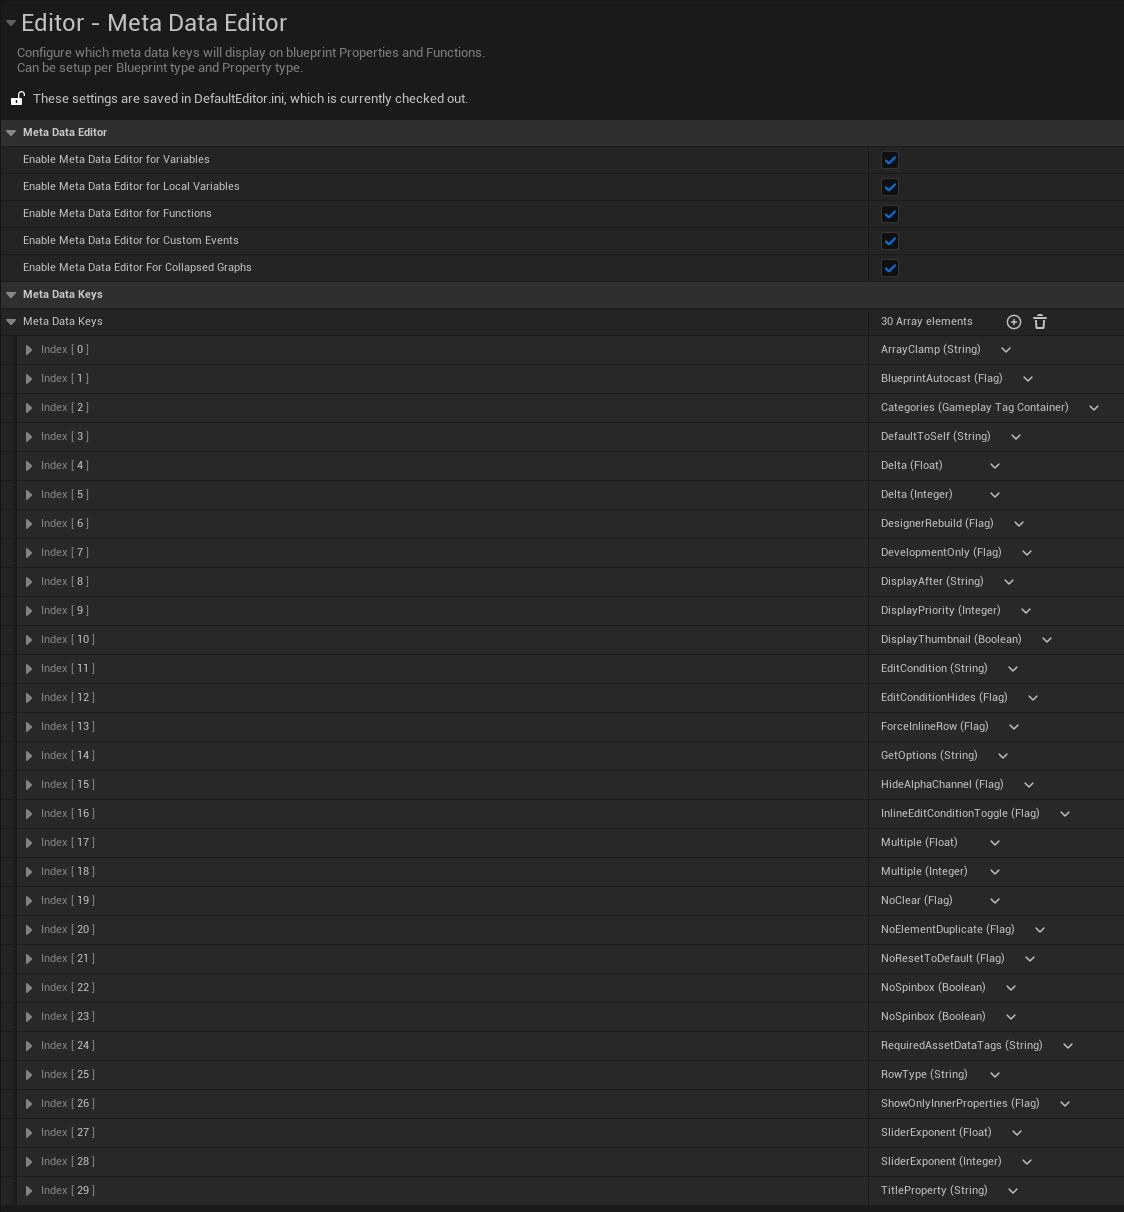 Editor - Meta Data Editor
Configure which meta data keys will display on blueprint Properties and Functions.
Can be setup per Blueprint type and Property type.
These settings are saved in DefaultEditor.ini, which is currently checked out.
Meta Data Editor
Enable Meta Data Editor for Variables
Enable Meta Data Editor for Local Variables
Enable Meta Data Editor for Functions
Enable Meta Data Editor for Custom Events
Enable Meta Data Editor For Collapsed Graphs
Meta Data Keys
Meta Data Keys 30 Array elements
Index [ 0 ] ArrayClamp (String)
Index [ 1 ] BlueprintAutocast (Flag)
Index [ 2 ] Categories (Gameplay Tag Container)
Index [ 3 ] DefaultToSelf (String)
Index [ 4 ] Delta (Float)
Index [ 5 ] Delta (Integer)
Index [ 6 ] DesignerRebuild (Flag)
Index [ 7 ] DevelopmentOnly (Flag)
Index [ 8 ] DisplayAfter (String)
Index [ 9 ] DisplayPriority (Integer)
Index [ 10 ] DisplayThumbnail (Boolean)
Index [ 11 ] EditCondition (String)
Index [ 12 ] EditConditionHides (Flag)
Index [ 13 ] ForceInlineRow (Flag)
Index [ 14 ] GetOptions (String)
Index [ 15 ] HideAlphaChannel (Flag)
Index [ 16 ] InlineEditConditionToggle (Flag)
Index [ 17 ] Multiple (Float)
Index [ 18 ] Multiple (Integer)
Index [ 19 ] NoClear (Flag)
Index [ 20 ] NoElementDuplicate (Flag)
Index [ 21 ] NoResetToDefault (Flag)
Index [ 22 ] NoSpinbox (Boolean)
Index [ 23 ] NoSpinbox (Boolean)
Index [ 24 ] RequiredAssetDataTags (String)
Index [ 25 ] RowType (String)
Index [ 26 ] ShowOnlyInnerProperties (Flag)
Index [ 27 ] SliderExponent (Float)
Index [ 28 ] SliderExponent (Integer)
Index [ 29 ] TitleProperty (String)